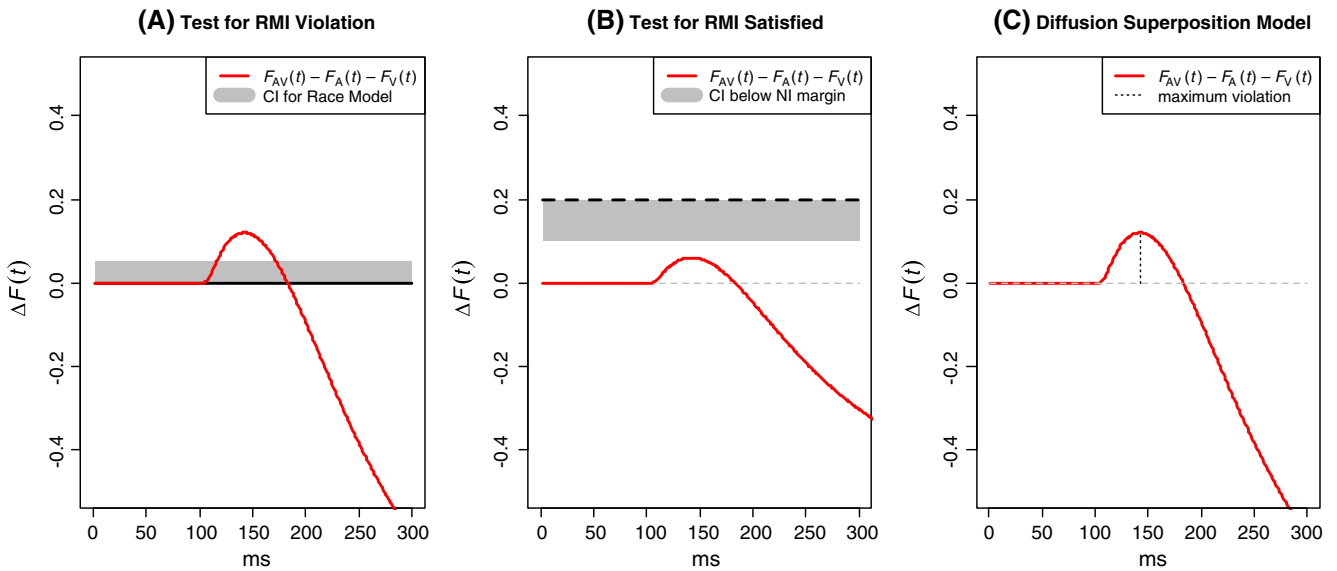 (A) Test for RMI Violation
F_AV(t) − F_A(t) − F_V(t)
CI for Race Model
ΔF(t)
0.4
0.2
0.0
-0.2
-0.4
0 50 100 150 200 250 300
ms
(B) Test for RMI Satisfied
F_AV(t) − F_A(t) − F_V(t)
CI below NI margin
ΔF(t)
0.4
0.2
0.0
-0.2
-0.4
0 50 100 150 200 250 300
ms
(C) Diffusion Superposition Model
F_AV(t) − F_A(t) − F_V(t)
maximum violation
ΔF(t)
0.4
0.2
0.0
-0.2
-0.4
0 50 100 150 200 250 300
ms